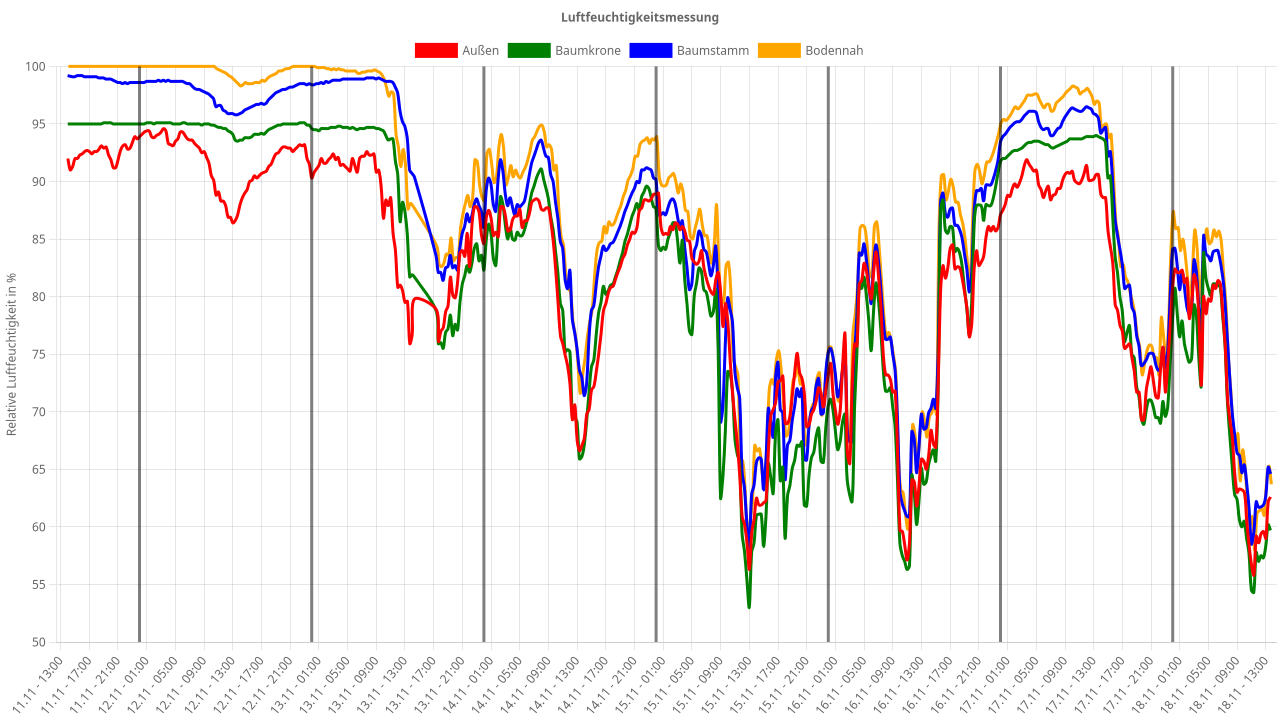 Luftfeuchtigkeitsmessung
Außen Baumkrone Baumstamm Bodennah
Relative Luftfeuchtigkeit in %
100
95
90
85
80
75
70
65
60
55
50
11.11 - 13:00
11.11 - 17:00
11.11 - 21:00
12.11 - 01:00
12.11 - 05:00
12.11 - 09:00
12.11 - 13:00
12.11 - 17:00
12.11 - 21:00
13.11 - 01:00
13.11 - 05:00
13.11 - 09:00
13.11 - 13:00
13.11 - 17:00
13.11 - 21:00
14.11 - 01:00
14.11 - 05:00
14.11 - 09:00
14.11 - 13:00
14.11 - 17:00
14.11 - 21:00
15.11 - 01:00
15.11 - 05:00
15.11 - 09:00
15.11 - 13:00
15.11 - 17:00
15.11 - 21:00
16.11 - 01:00
16.11 - 05:00
16.11 - 09:00
16.11 - 13:00
16.11 - 17:00
16.11 - 21:00
17.11 - 01:00
17.11 - 05:00
17.11 - 09:00
17.11 - 13:00
17.11 - 17:00
17.11 - 21:00
18.11 - 01:00
18.11 - 05:00
18.11 - 09:00
18.11 - 13:00